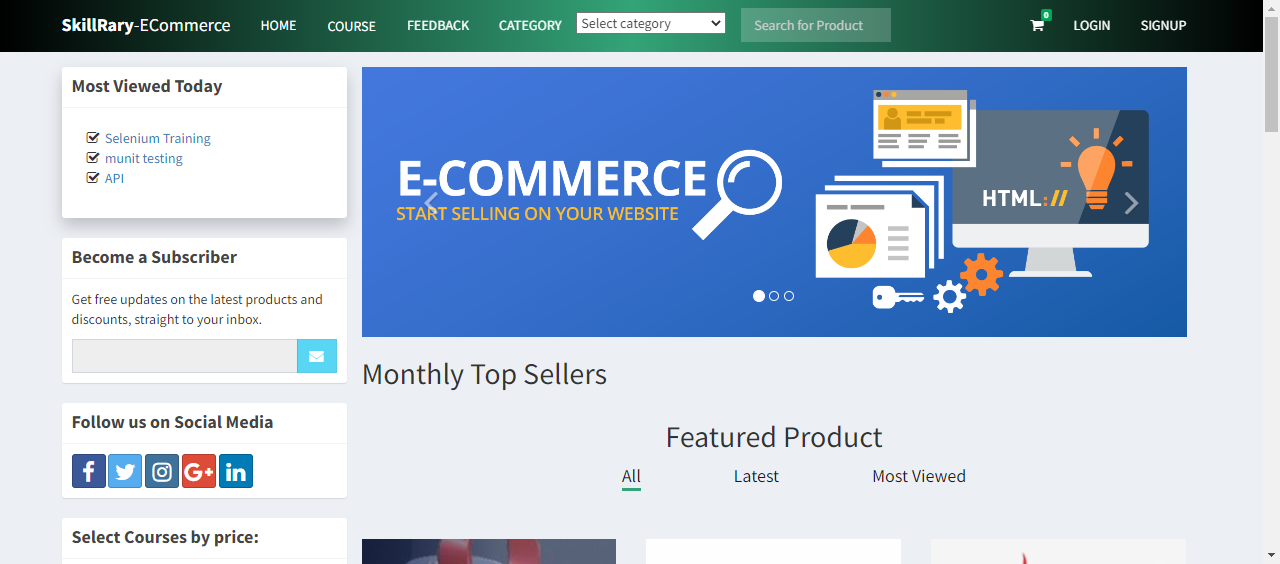 SkillRary-ECommerce HOME COURSE FEEDBACK CATEGORY Select category Search for Product 0 LOGIN SIGNUP
Most Viewed Today
Selenium Training
munit testing
API
Become a Subscriber
Get free updates on the latest products and
discounts, straight to your inbox.
Follow us on Social Media
Select Courses by price:
E-COMMERCE
START SELLING ON YOUR WEBSITE
HTML://
Monthly Top Sellers
Featured Product
All Latest Most Viewed